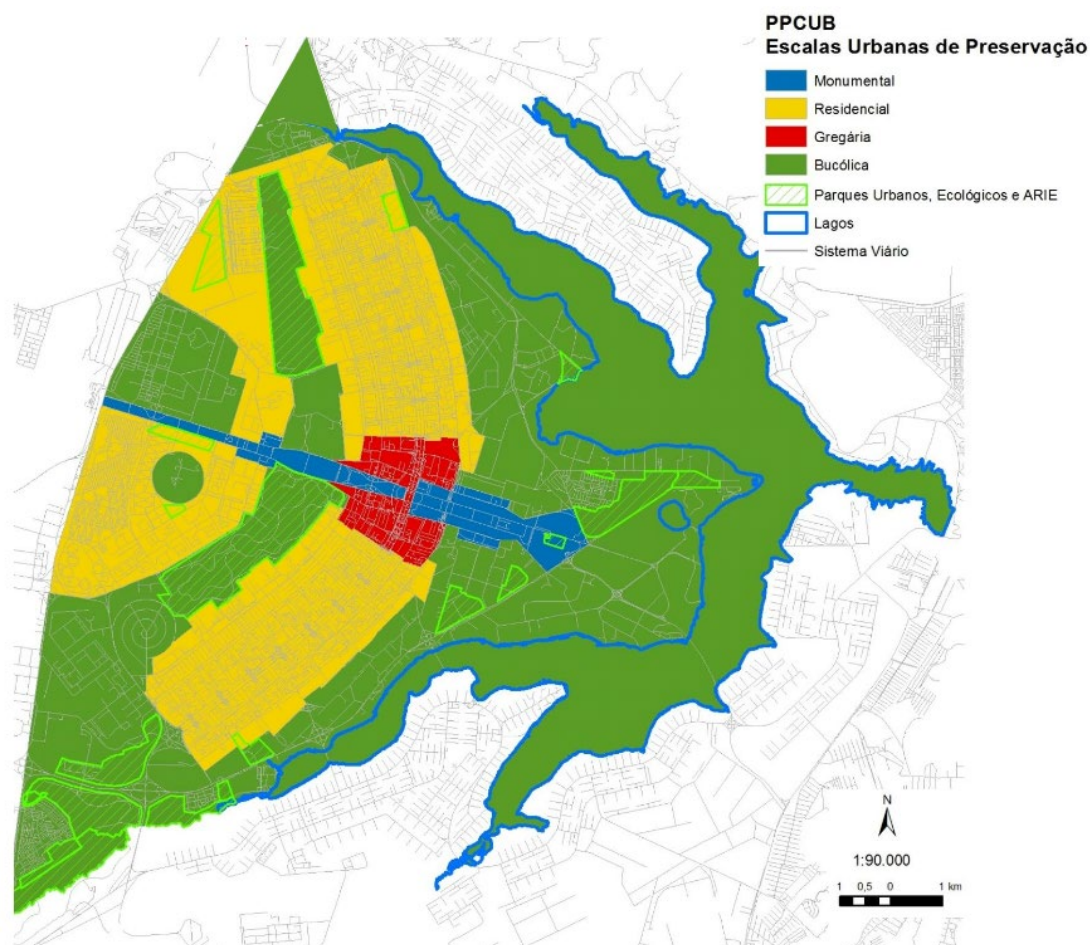 PPCUB
Escalas Urbanas de Preservação
Monumental
Residencial
Gregária
Bucólica
Parques Urbanos, Ecológicos e ARIE
Lagos
Sistema Viário
N
1:90.000
1 0,5 0 1 km